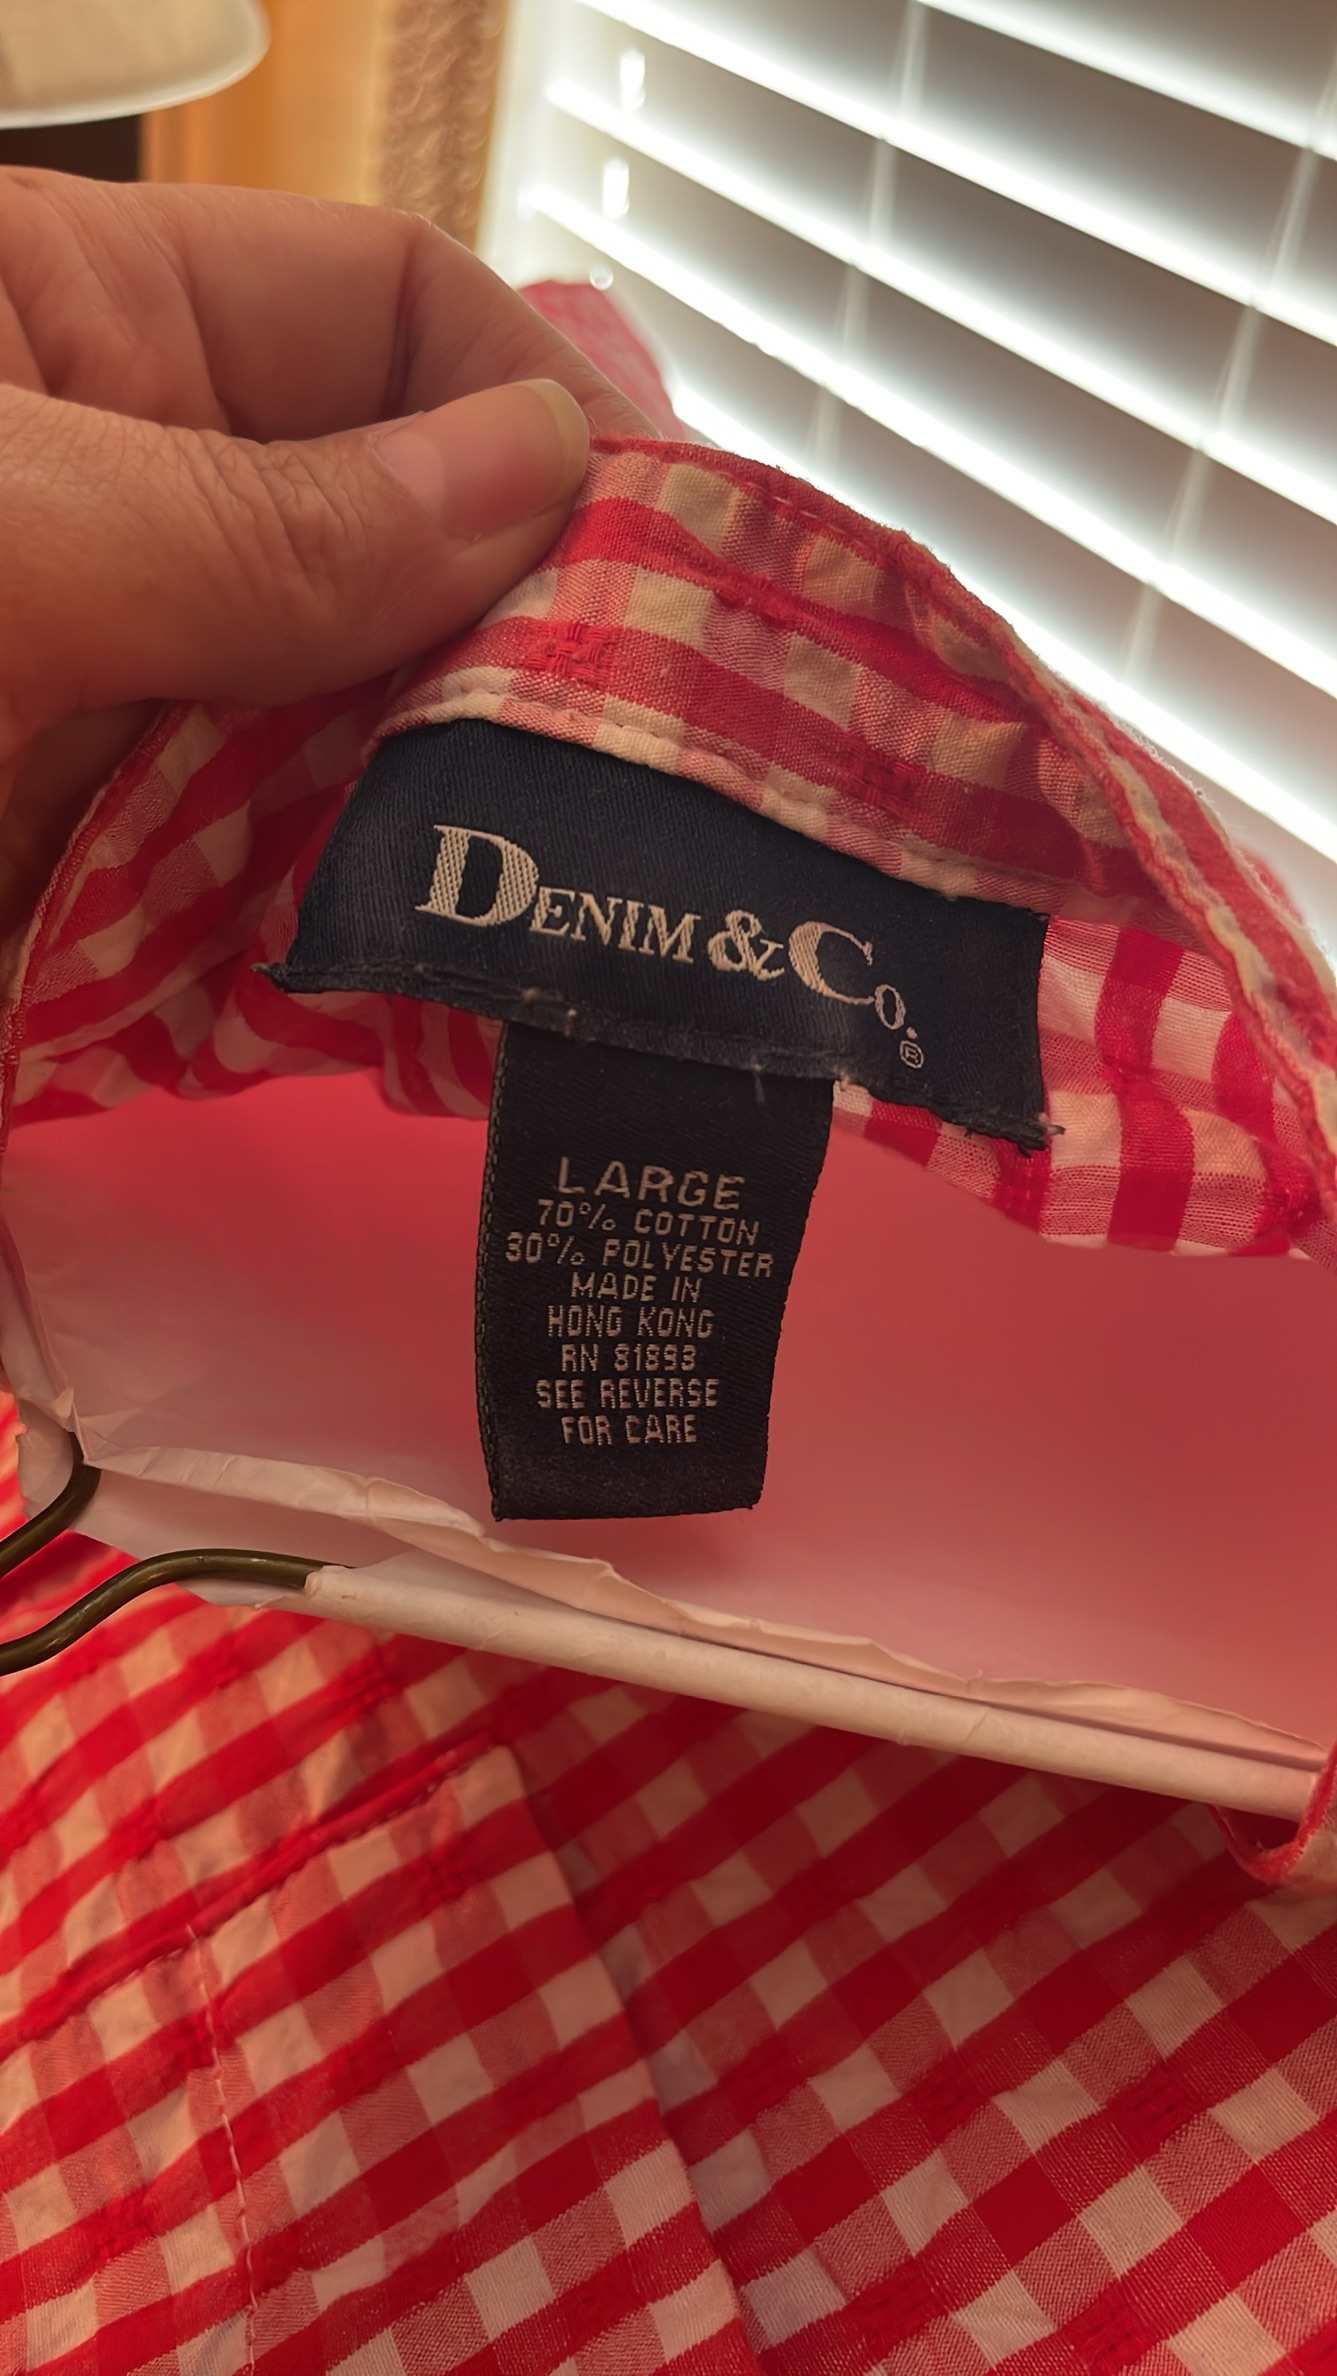 DENIM & CO.®
LARGE
70% COTTON
30% POLYESTER
MADE IN
HONG KONG
RN 81893
SEE REVERSE
FOR CARE